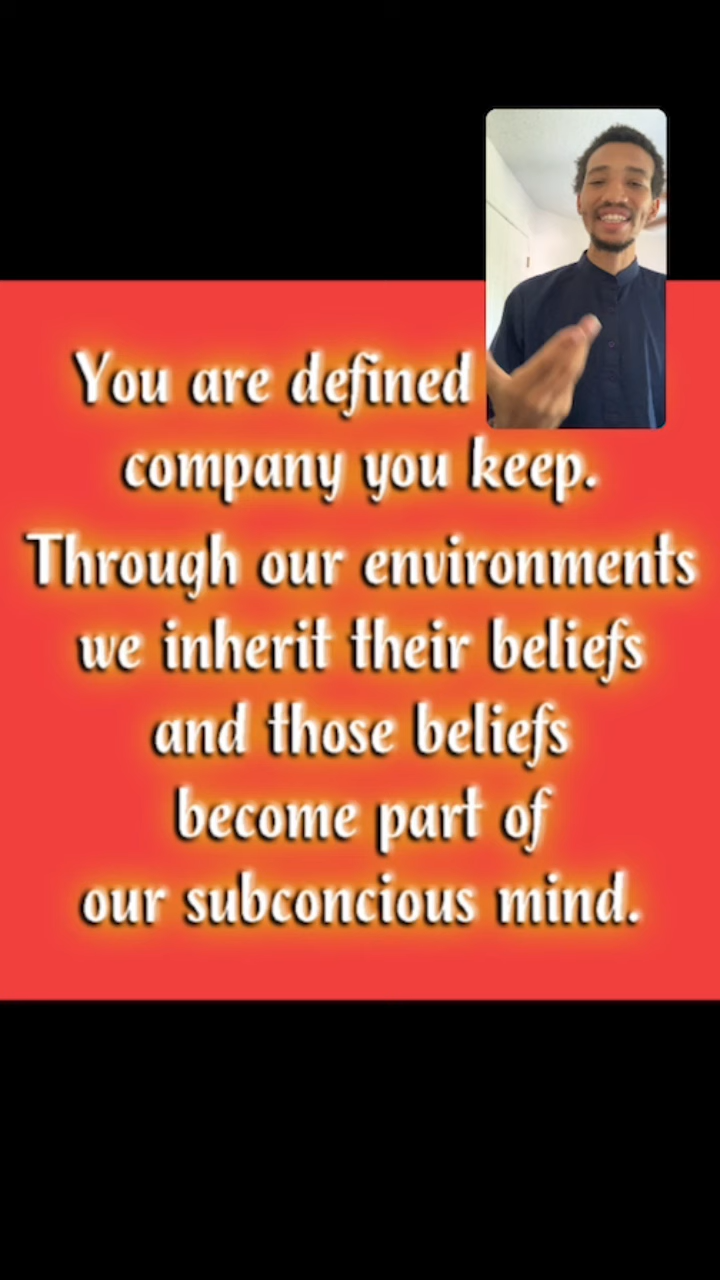 You are defined
company you keep.
Through our environments
we inherit their beliefs
and those beliefs
become part of
our subconcious mind.